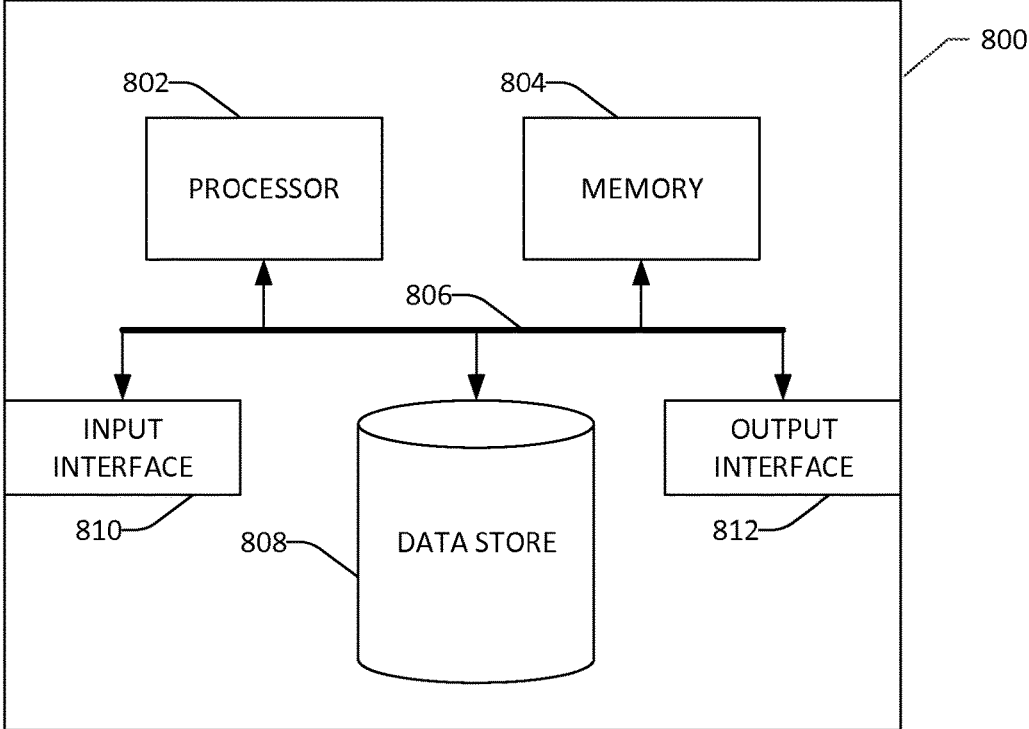 800
802
804
PROCESSOR
MEMORY
806
INPUT
INTERFACE
OUTPUT
INTERFACE
810
808
DATA STORE
812